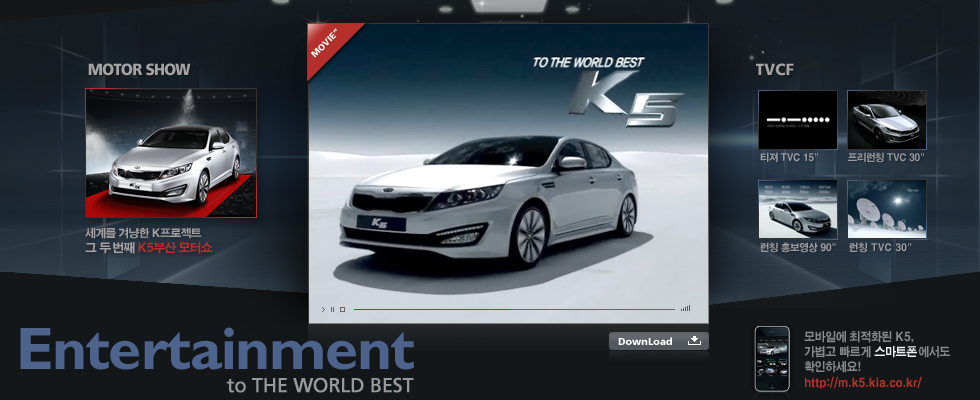 MOTOR SHOW
세계를 겨냥한 K프로젝트
그 두번째 K5부산 모터쇼
MOVIE
TO THE WORLD BEST
K5
K5
DownLoad
TVCF
티져 TVC 15"
프리런칭 TVC 30"
런칭 홍보영상 90"
런칭 TVC 30"
Entertainment
to THE WORLD BEST
모바일에 최적화된 K5,
가볍고 빠르게 스마트폰에서도
확인하세요!
http://m.k5.kia.co.kr/